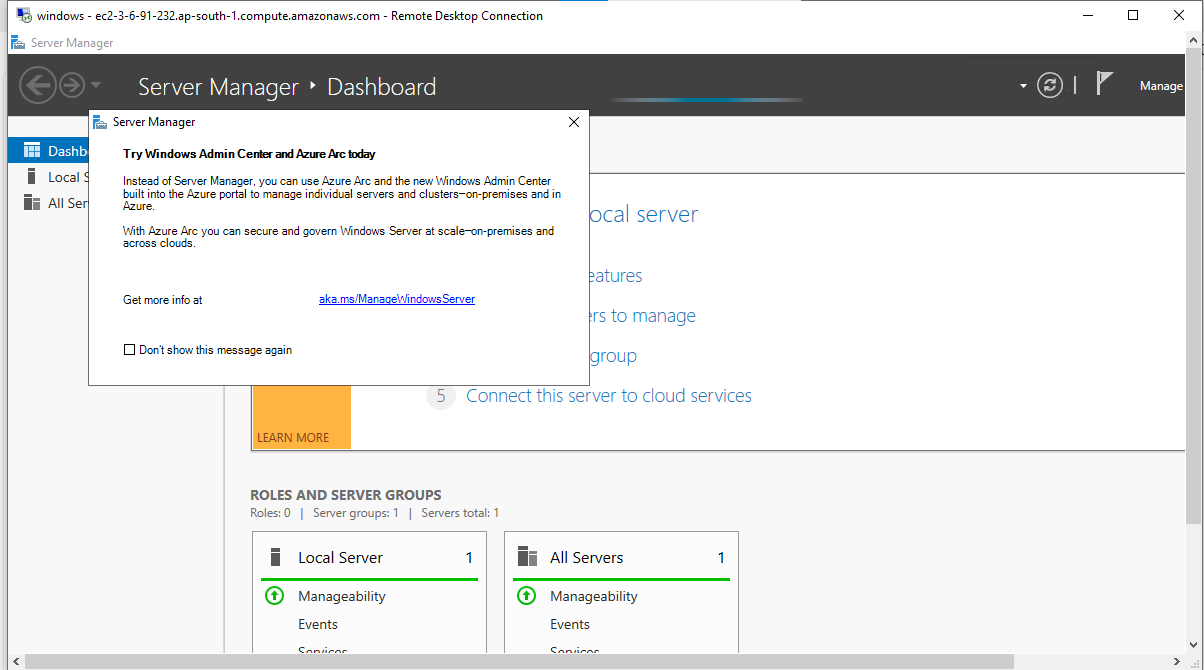 windows - ec2-3-6-91-232.ap-south-1.compute.amazonaws.com - Remote Desktop Connection
Server Manager
Server Manager ‣ Dashboard
Manage
Server Manager
Try Windows Admin Center and Azure Arc today
Instead of Server Manager, you can use Azure Arc and the new Windows Admin Center
built into the Azure portal to manage individual servers and clusters—on-premises and in
Azure.
With Azure Arc you can secure and govern Windows Server at scale—on-premises and
across clouds.
Get more info at aka.ms/ManageWindowsServer
Don't show this message again
Dashb
Local S
All Ser
ocal server
eatures
ers to manage
group
5 Connect this server to cloud services
LEARN MORE
ROLES AND SERVER GROUPS
Roles: 0 | Server groups: 1 | Servers total: 1
Local Server 1
Manageability
Events
Services
All Servers 1
Manageability
Events
Services